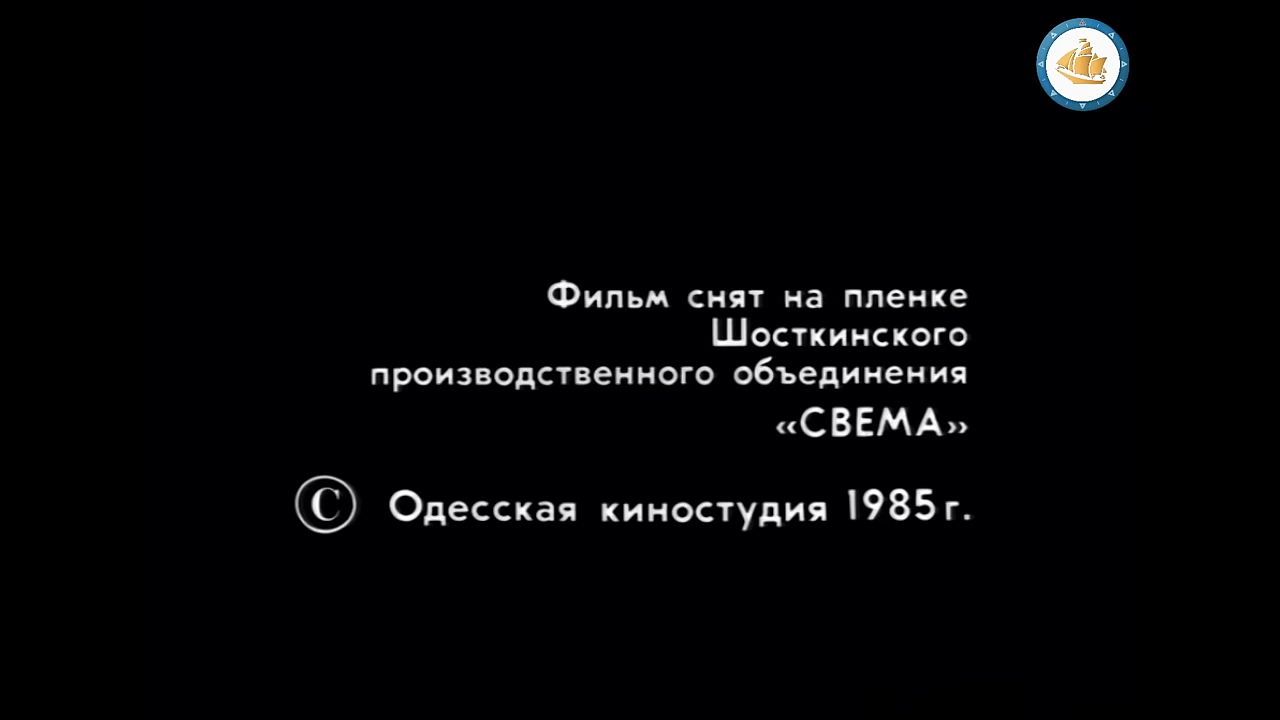 Фильм снят на пленке
Шосткинского
производственного объединения
«СВЕМА»
© Одесская киностудия 1985 г.